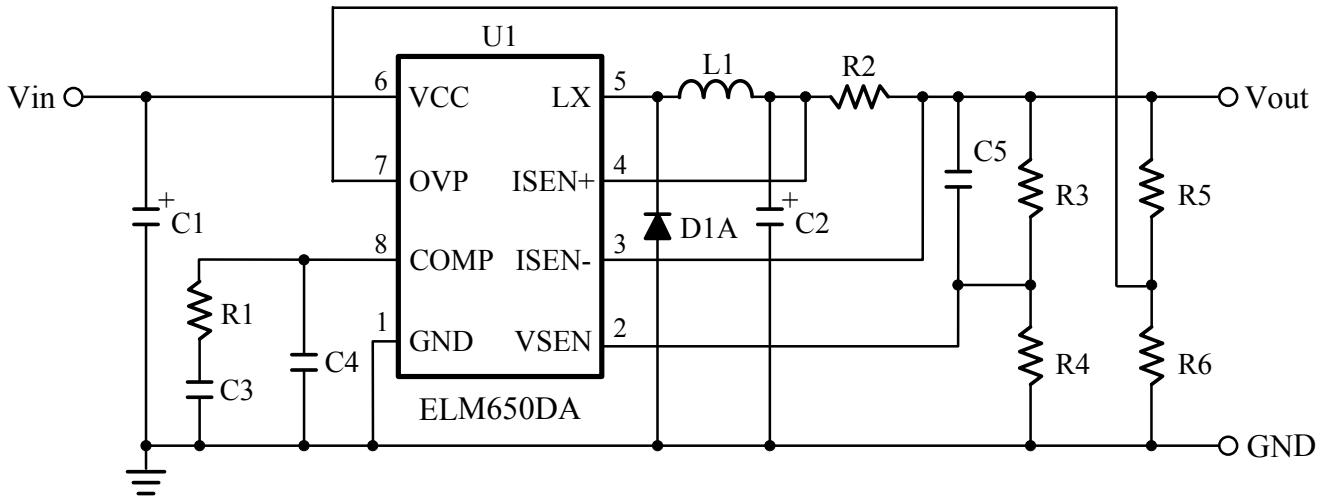 U1
L1
R2
Vin
6
VCC
LX
5
Vout
7
OVP
ISEN+
4
C5
R3
R5
+
C1
D1A
+
C2
8
COMP
ISEN-
3
R1
1
GND
VSEN
2
C4
C3
R4
R6
ELM650DA
GND